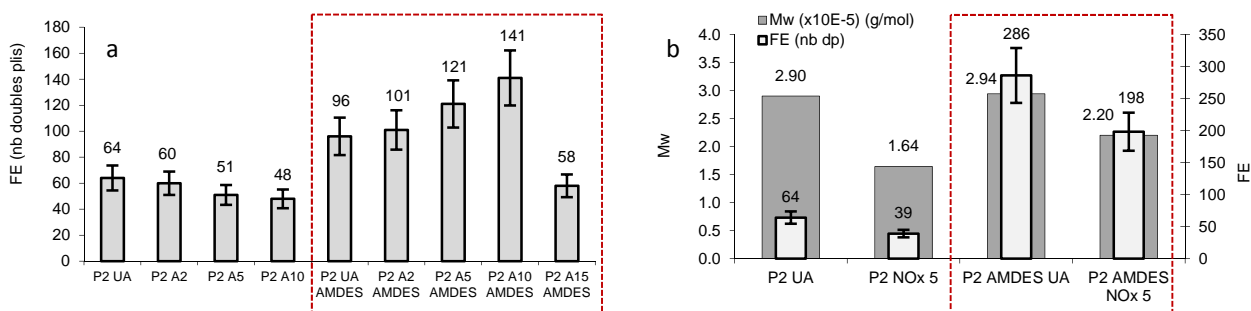 a
FE (nb doubles plis)
180
160
140
120
100
80
60
40
20
0
64
60
51
48
96
101
121
141
58
P2 UA
P2 A2
P2 A5
P2 A10
P2 UA
AMDES
P2 A2
AMDES
P2 A5
AMDES
P2 A10
AMDES
P2 A15
AMDES
b
Mw (x10E-5) (g/mol)
FE (nb dp)
Mw
4.0
3.5
3.0
2.5
2.0
1.5
1.0
0.5
0.0
2.90
64
1.64
39
2.94
286
2.20
198
350
300
250
200
150
100
50
0
FE
P2 UA
P2 NOx 5
P2 AMDES UA
P2 AMDES
NOx 5